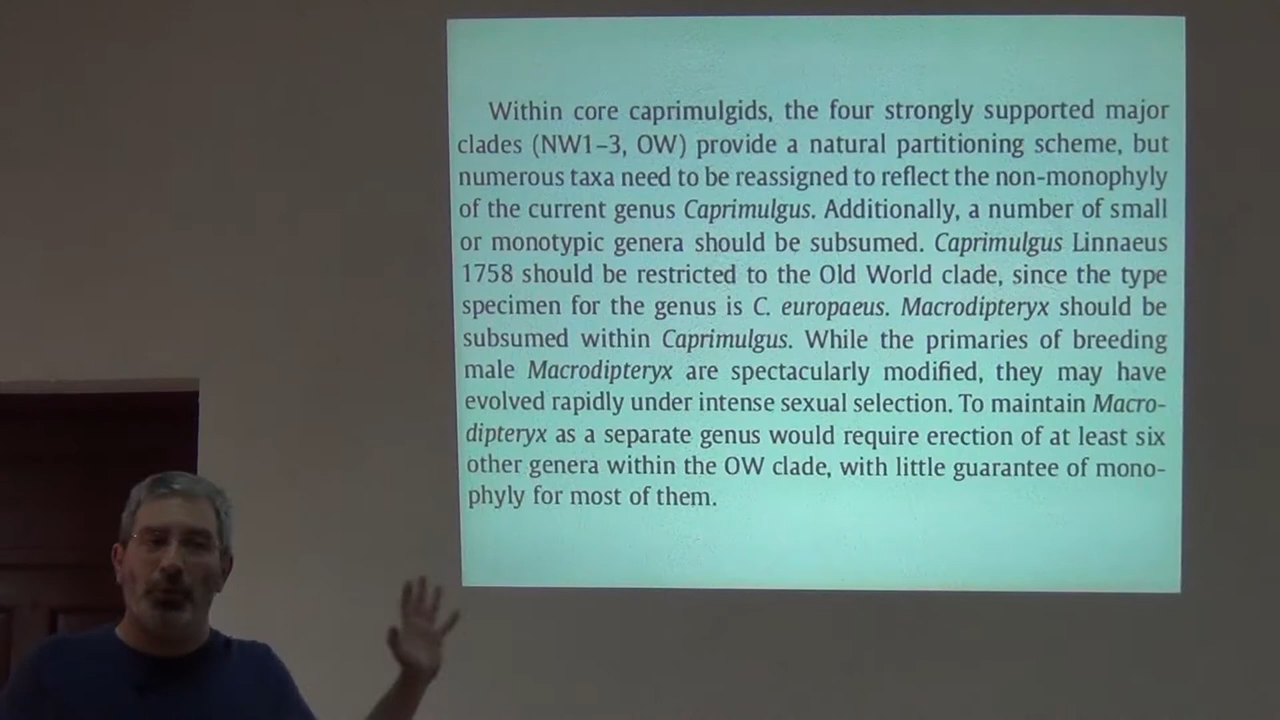 Within core caprimulgids, the four strongly supported major
clades (NW1–3, OW) provide a natural partitioning scheme, but
numerous taxa need to be reassigned to reflect the non-monophyly
of the current genus Caprimulgus. Additionally, a number of small
or monotypic genera should be subsumed. Caprimulgus Linnaeus
1758 should be restricted to the Old World clade, since the type
specimen for the genus is C. europaeus. Macrodipteryx should be
subsumed within Caprimulgus. While the primaries of breeding
male Macrodipteryx are spectacularly modified, they may have
evolved rapidly under intense sexual selection. To maintain Macro-
dipteryx as a separate genus would require erection of at least six
other genera within the OW clade, with little guarantee of mono-
phyly for most of them.